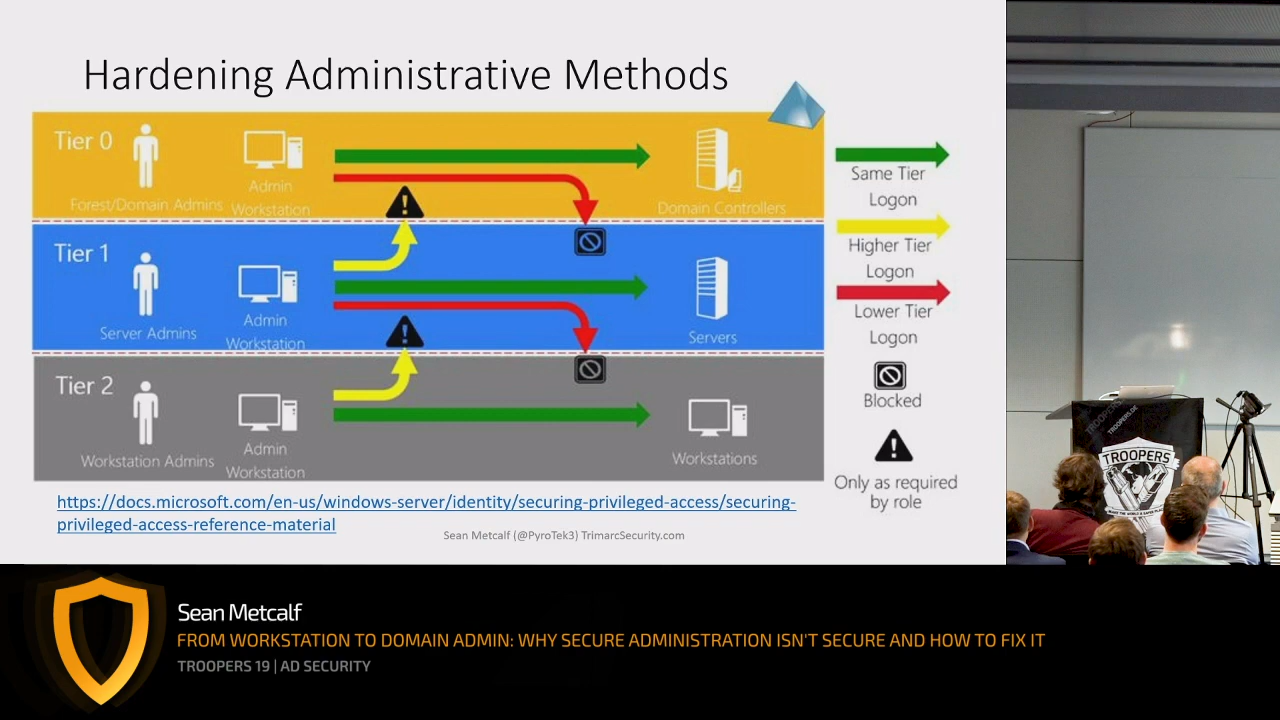 Hardening Administrative Methods
Tier 0
Forest/Domain Admins
Admin
Workstation
Domain Controllers
Tier 1
Server Admins
Admin
Workstation
Servers
Tier 2
Workstation Admins
Admin
Workstation
Workstations
Same Tier
Logon
Higher Tier
Logon
Lower Tier
Logon
Blocked
Only as required
by role
https://docs.microsoft.com/en-us/windows-server/identity/securing-privileged-access/securing-
privileged-access-reference-material
Sean Metcalf (@PyroTek3) TrimarcSecurity.com
TROOPERS
TROOPERS.DE
TROOPERS
Sean Metcalf
FROM WORKSTATION TO DOMAIN ADMIN: WHY SECURE ADMINISTRATION ISN'T SECURE AND HOW TO FIX IT
TROOPERS 19 | AD SECURITY